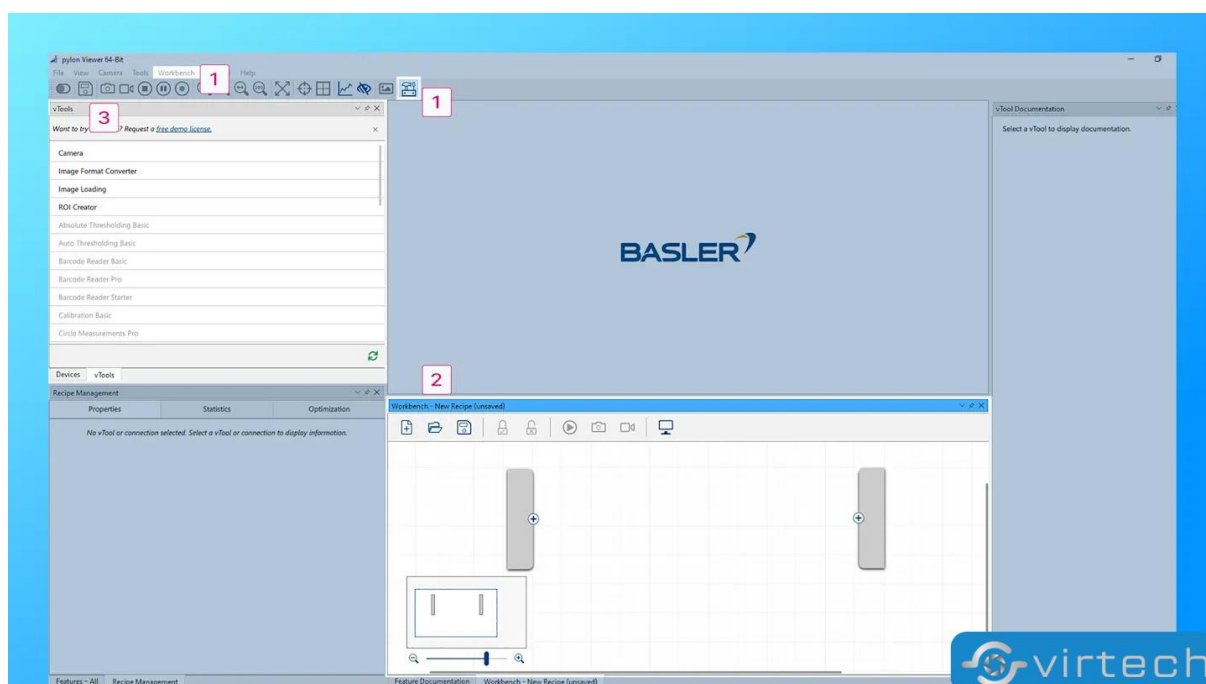 pylon Viewer 64-Bit
File View Camera Tools Workbench Help
1
1
vTools
3
Want to try ? Request a free demo license.
Camera
Image Format Converter
Image Loading
ROI Creator
Absolute Thresholding Basic
Auto Thresholding Basic
Barcode Reader Basic
Barcode Reader Pro
Barcode Reader Starter
Calibration Basic
Circle Measurements Pro
Devices vTools
Recipe Management
Properties Statistics Optimization
No vTool or connection selected. Select a vTool or connection to display information.
Features - All Recipe Management
BASLER
2
Workbench - New Recipe (unsaved)
Feature Documentation Workbench - New Recipe (unsaved)
vTool Documentation
Select a vTool to display documentation.
virtech